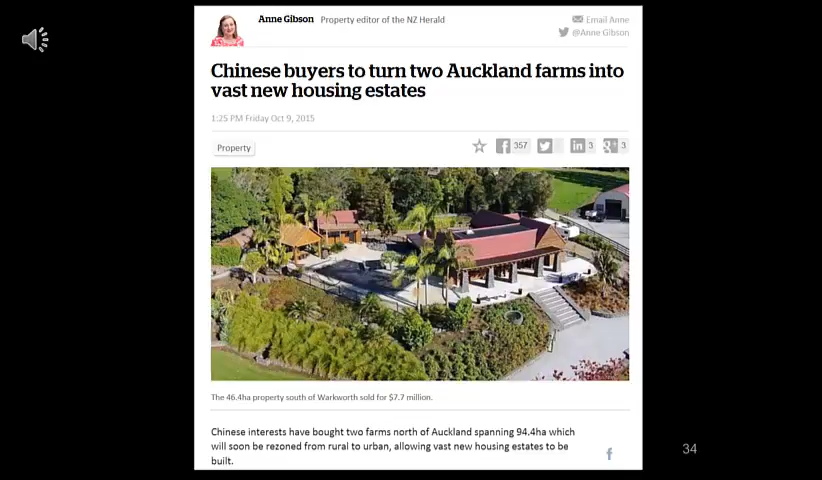 Anne Gibson Property editor of the NZ Herald
Email Anne
@Anne Gibson
Chinese buyers to turn two Auckland farms into
vast new housing estates
1:25 PM Friday Oct 9, 2015
Property
357
3
3
The 46.4ha property south of Warkworth sold for $7.7 million.
Chinese interests have bought two farms north of Auckland spanning 94.4ha which
will soon be rezoned from rural to urban, allowing vast new housing estates to be
built.
34